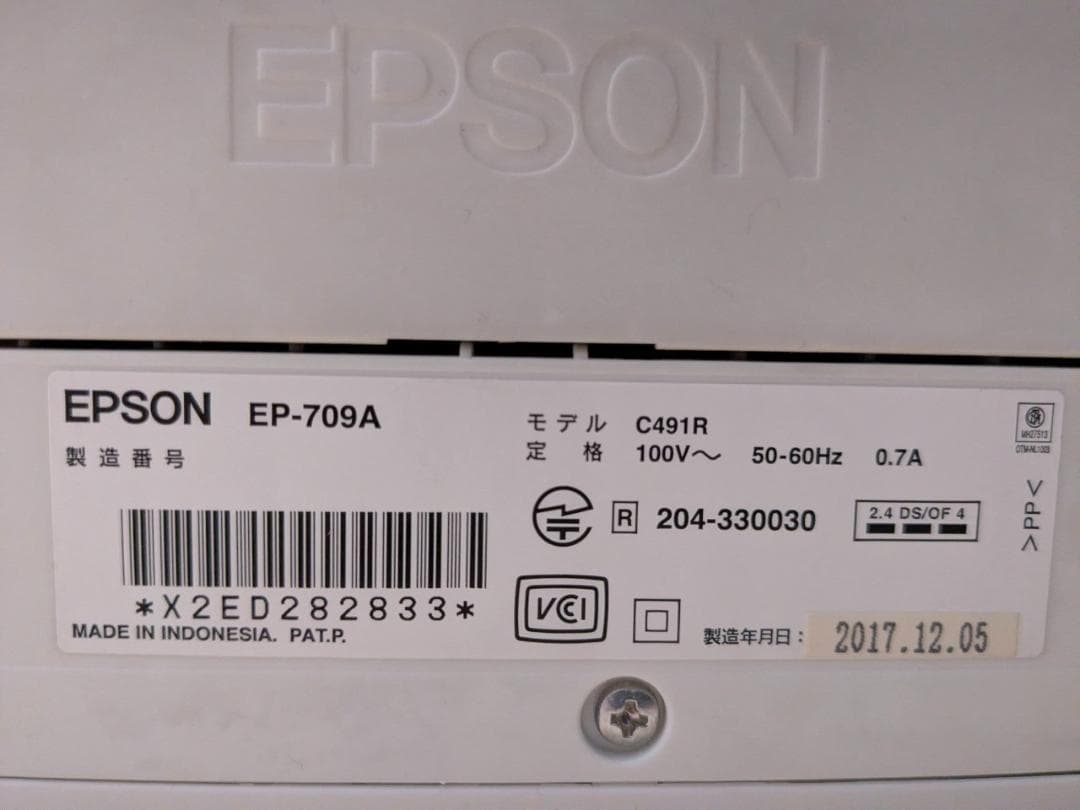 EPSON
EPSON EP-709A
製造番号
*X2ED282833*
MADE IN INDONESIA. PAT.P.
モデル C491R
定格 100V～ 50-60Hz 0.7A
R 204-330030
2.4 DS/OF 4
VCCI
製造年月日：2017.12.05
MH27513
>PP<